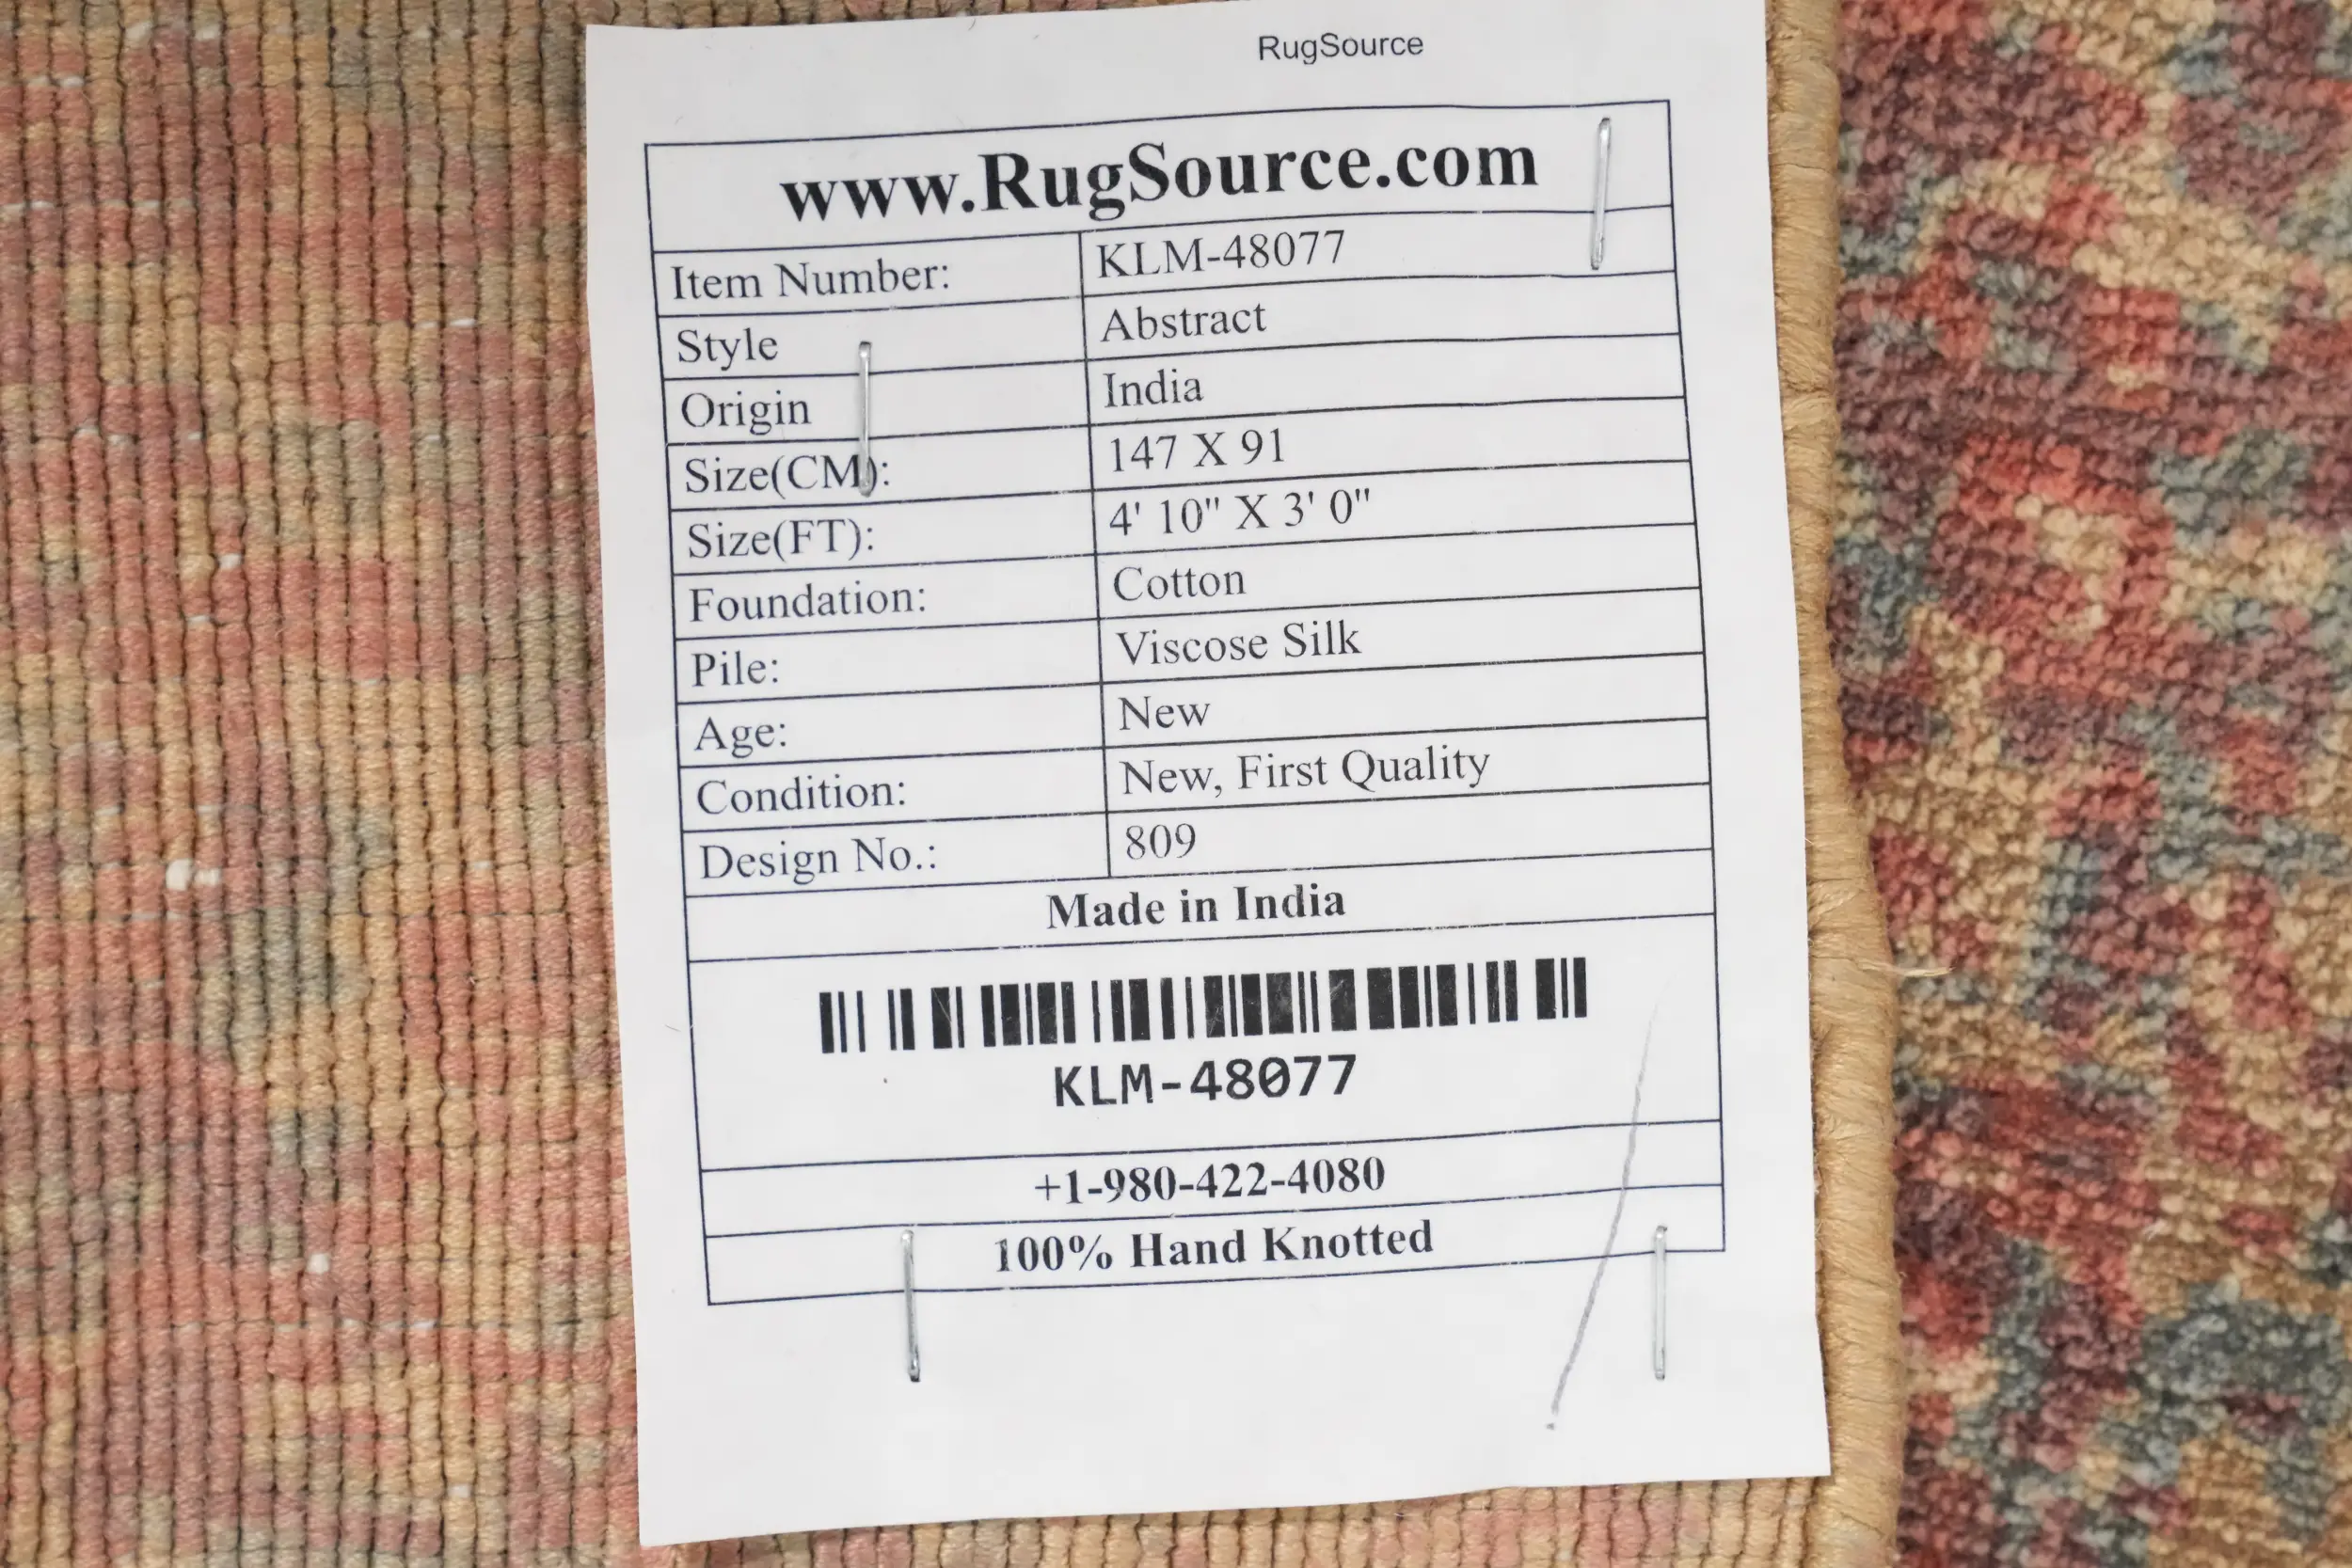 RugSource
www.RugSource.com
Item Number: KLM-48077
Style Abstract
Origin India
Size(CM): 147 X 91
Size(FT): 4' 10" X 3' 0"
Foundation: Cotton
Pile: Viscose Silk
Age: New
Condition: New, First Quality
Design No.: 809
Made in India
KLM-48077
+1-980-422-4080
100% Hand Knotted